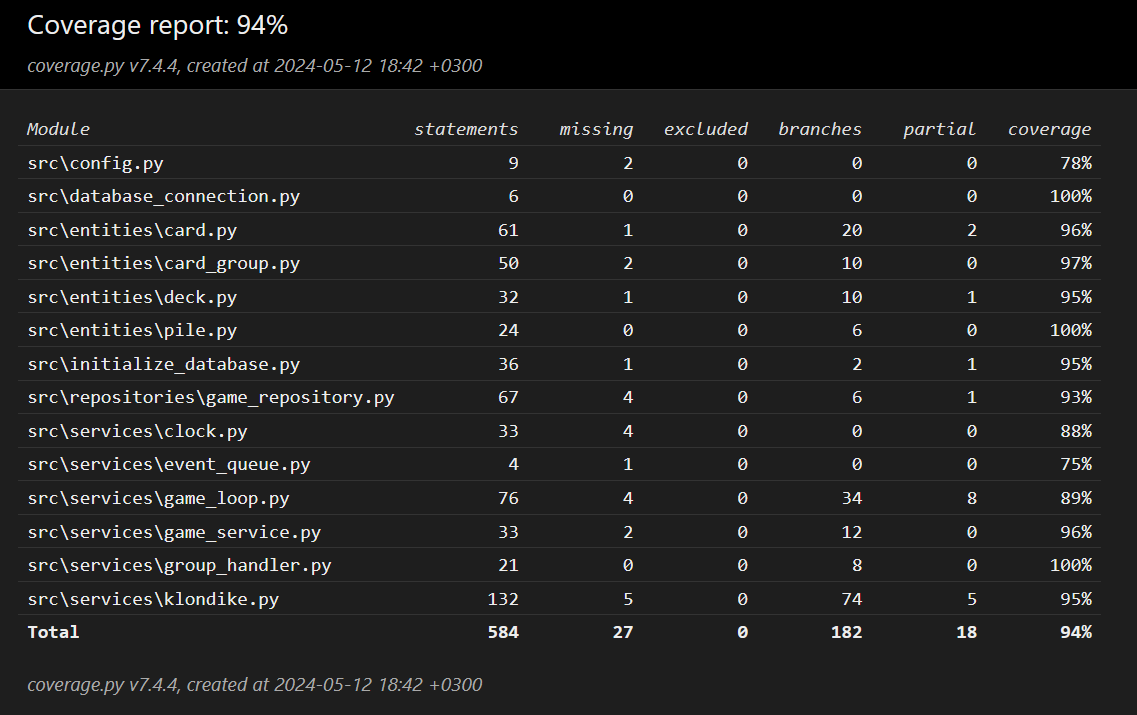 Coverage report: 94%
coverage.py v7.4.4, created at 2024-05-12 18:42 +0300
Module statements missing excluded branches partial coverage
src\config.py 9 2 0 0 0 78%
src\database_connection.py 6 0 0 0 0 100%
src\entities\card.py 61 1 0 20 2 96%
src\entities\card_group.py 50 2 0 10 0 97%
src\entities\deck.py 32 1 0 10 1 95%
src\entities\pile.py 24 0 0 6 0 100%
src\initialize_database.py 36 1 0 2 1 95%
src\repositories\game_repository.py 67 4 0 6 1 93%
src\services\clock.py 33 4 0 0 0 88%
src\services\event_queue.py 4 1 0 0 0 75%
src\services\game_loop.py 76 4 0 34 8 89%
src\services\game_service.py 33 2 0 12 0 96%
src\services\group_handler.py 21 0 0 8 0 100%
src\services\klondike.py 132 5 0 74 5 95%
Total 584 27 0 182 18 94%
coverage.py v7.4.4, created at 2024-05-12 18:42 +0300